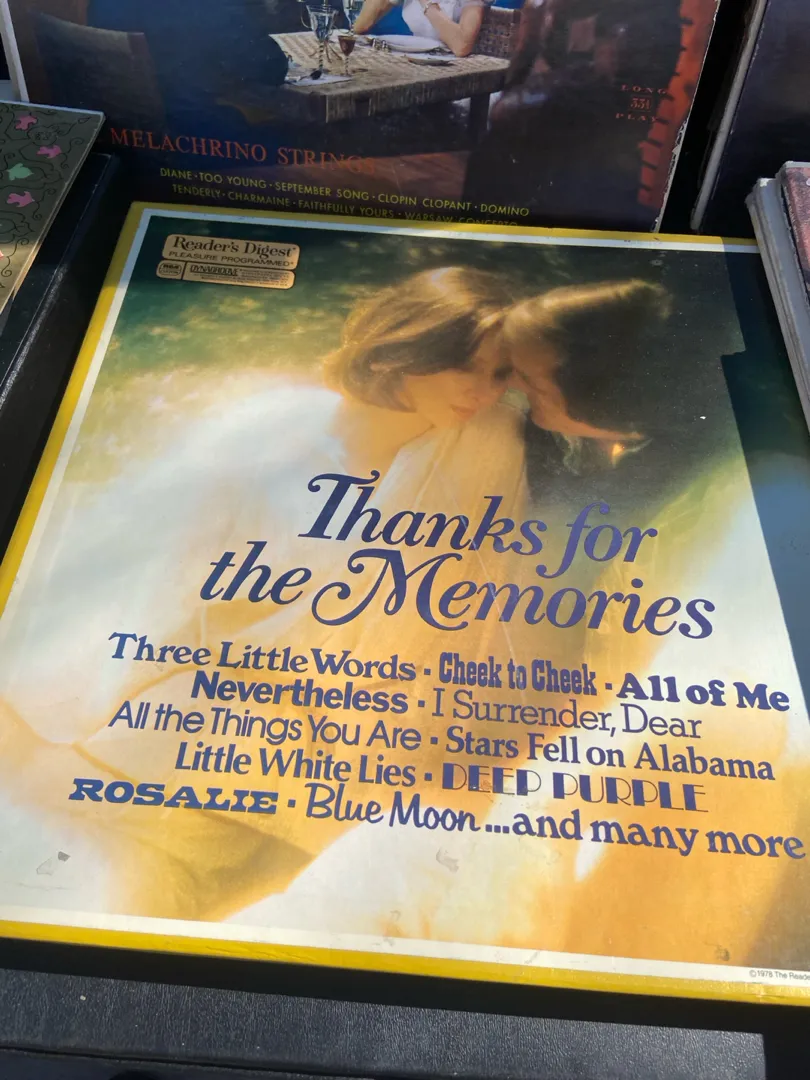 LONG
33⅓
PLAY
MELACHRINO STRINGS
DIANE · TOO YOUNG · SEPTEMBER SONG · CLOPIN CLOPANT · DOMINO
TENDERLY · CHARMAINE · FAITHFULLY YOURS · WARSAW CONCERTO
Reader's Digest
PLEASURE PROGRAMMED
RCA DYNAGROOVE
Thanks for
the Memories
Three Little Words · Cheek to Cheek · All of Me
Nevertheless · I Surrender, Dear
All the Things You Are · Stars Fell on Alabama
Little White Lies · DEEP PURPLE
ROSALIE · Blue Moon...and many more
©1978 The Reade